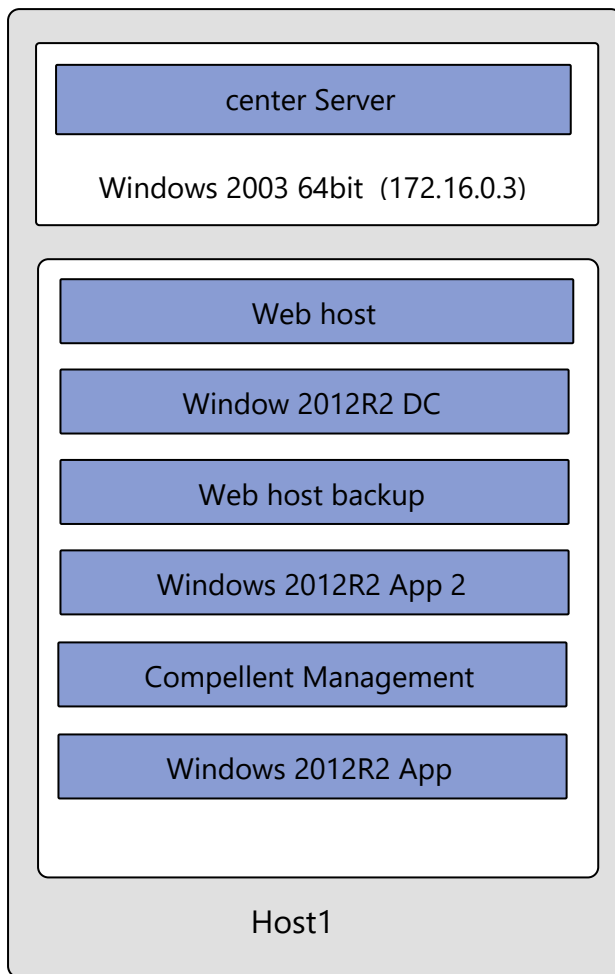 center Server
Windows 2003 64bit (172.16.0.3)
Web host
Window 2012R2 DC
Web host backup
Windows 2012R2 App 2
Compellent Management
Windows 2012R2 App
Host1